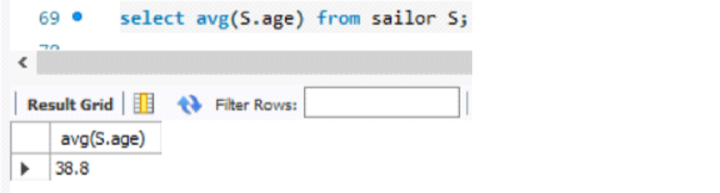 69 select avg(S.age) from sailor S;
Result Grid Filter Rows:
avg(S.age)
38.8